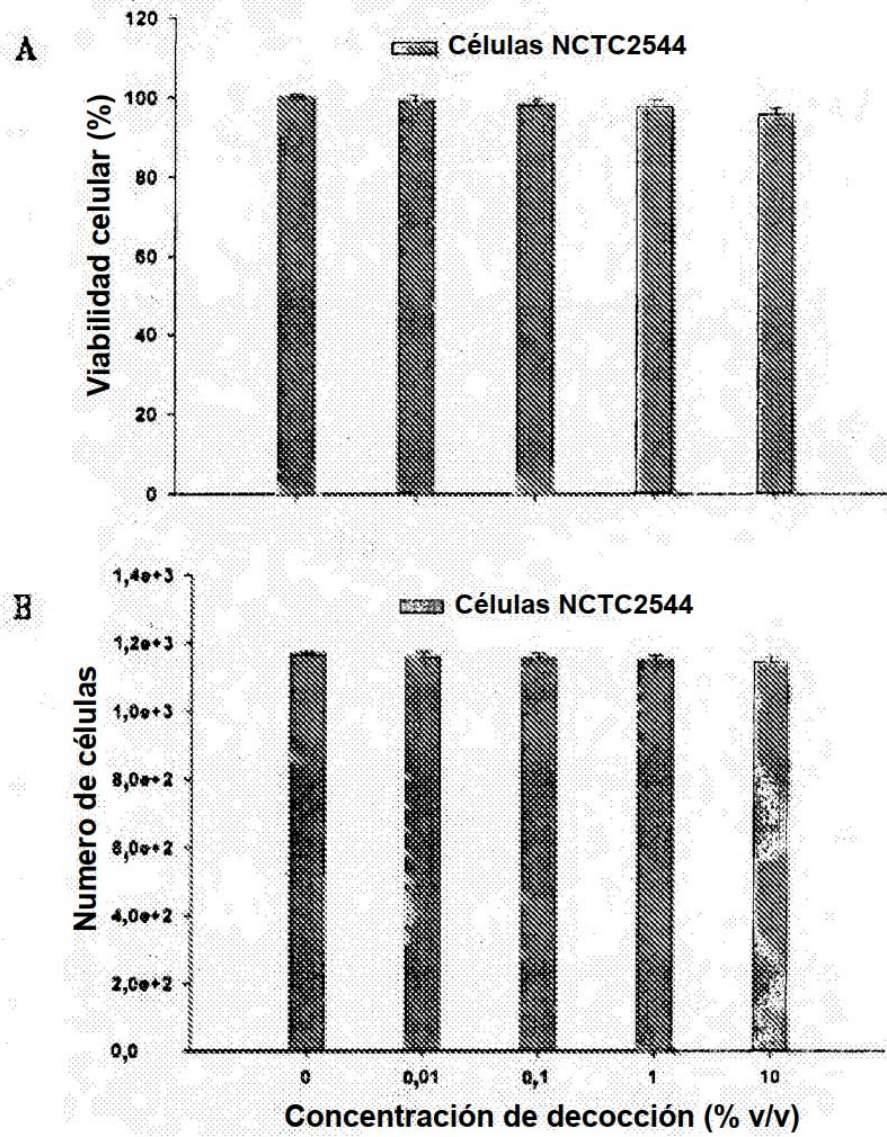 A
Células NCTC2544
Viabilidad celular (%)
120
100
80
60
40
20
0
B
Células NCTC2544
Numero de células
1,4e+3
1,2e+3
1,0e+3
8,0e+2
6,0e+2
4,0e+2
2,0e+2
0,0
0 0,01 0,1 1 10
Concentración de decocción (% v/v)